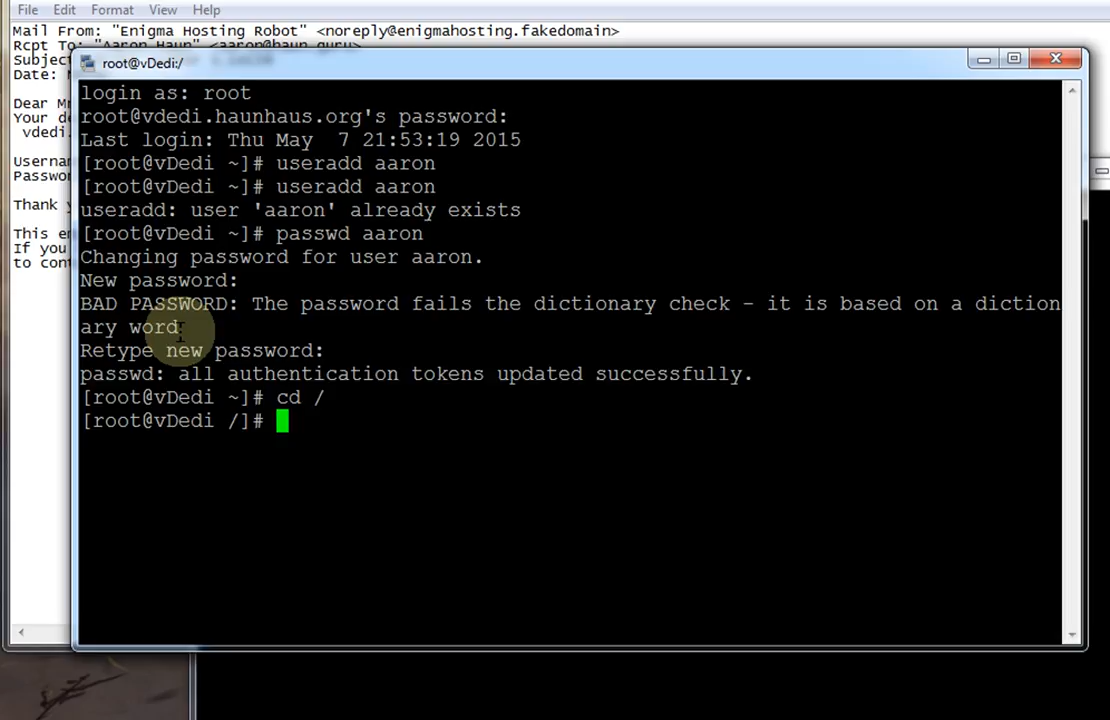 File Edit Format View Help
Mail From: "Enigma Hosting Robot" <noreply@enigmahosting.fakedomain>
Rcpt To: "Aaron Haun" <aaron@haun.guru>
Subject
Date:
Dear Mr
Your de
vdedi.
Usernam
Passwor
Thank y
This em
If you
to cont
root@vDedi:/
login as: root
root@vdedi.haunhaus.org's password:
Last login: Thu May  7 21:53:19 2015
[root@vDedi ~]# useradd aaron
[root@vDedi ~]# useradd aaron
useradd: user 'aaron' already exists
[root@vDedi ~]# passwd aaron
Changing password for user aaron.
New password:
BAD PASSWORD: The password fails the dictionary check - it is based on a diction
ary word
Retype new password:
passwd: all authentication tokens updated successfully.
[root@vDedi ~]# cd /
[root@vDedi /]#